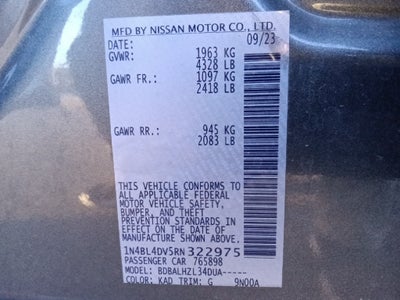 MFD BY NISSAN MOTOR CO., LTD.
DATE: 09/23
GVWR: 1963 KG
4328 LB
GAWR FR.: 1097 KG
2418 LB
GAWR RR.: 945 KG
2083 LB
THIS VEHICLE CONFORMS TO
ALL APPLICABLE FEDERAL
MOTOR VEHICLE SAFETY,
BUMPER, AND THEFT
PREVENTION STANDARDS IN
EFFECT ON THE DATE OF
MANUFACTURE SHOWN ABOVE.
1N4BL4DV5RN 322975
PASSENGER CAR 765898
MODEL: BDBALHZL34DUA-----
COLOR: KAD TRIM: G 9N00A